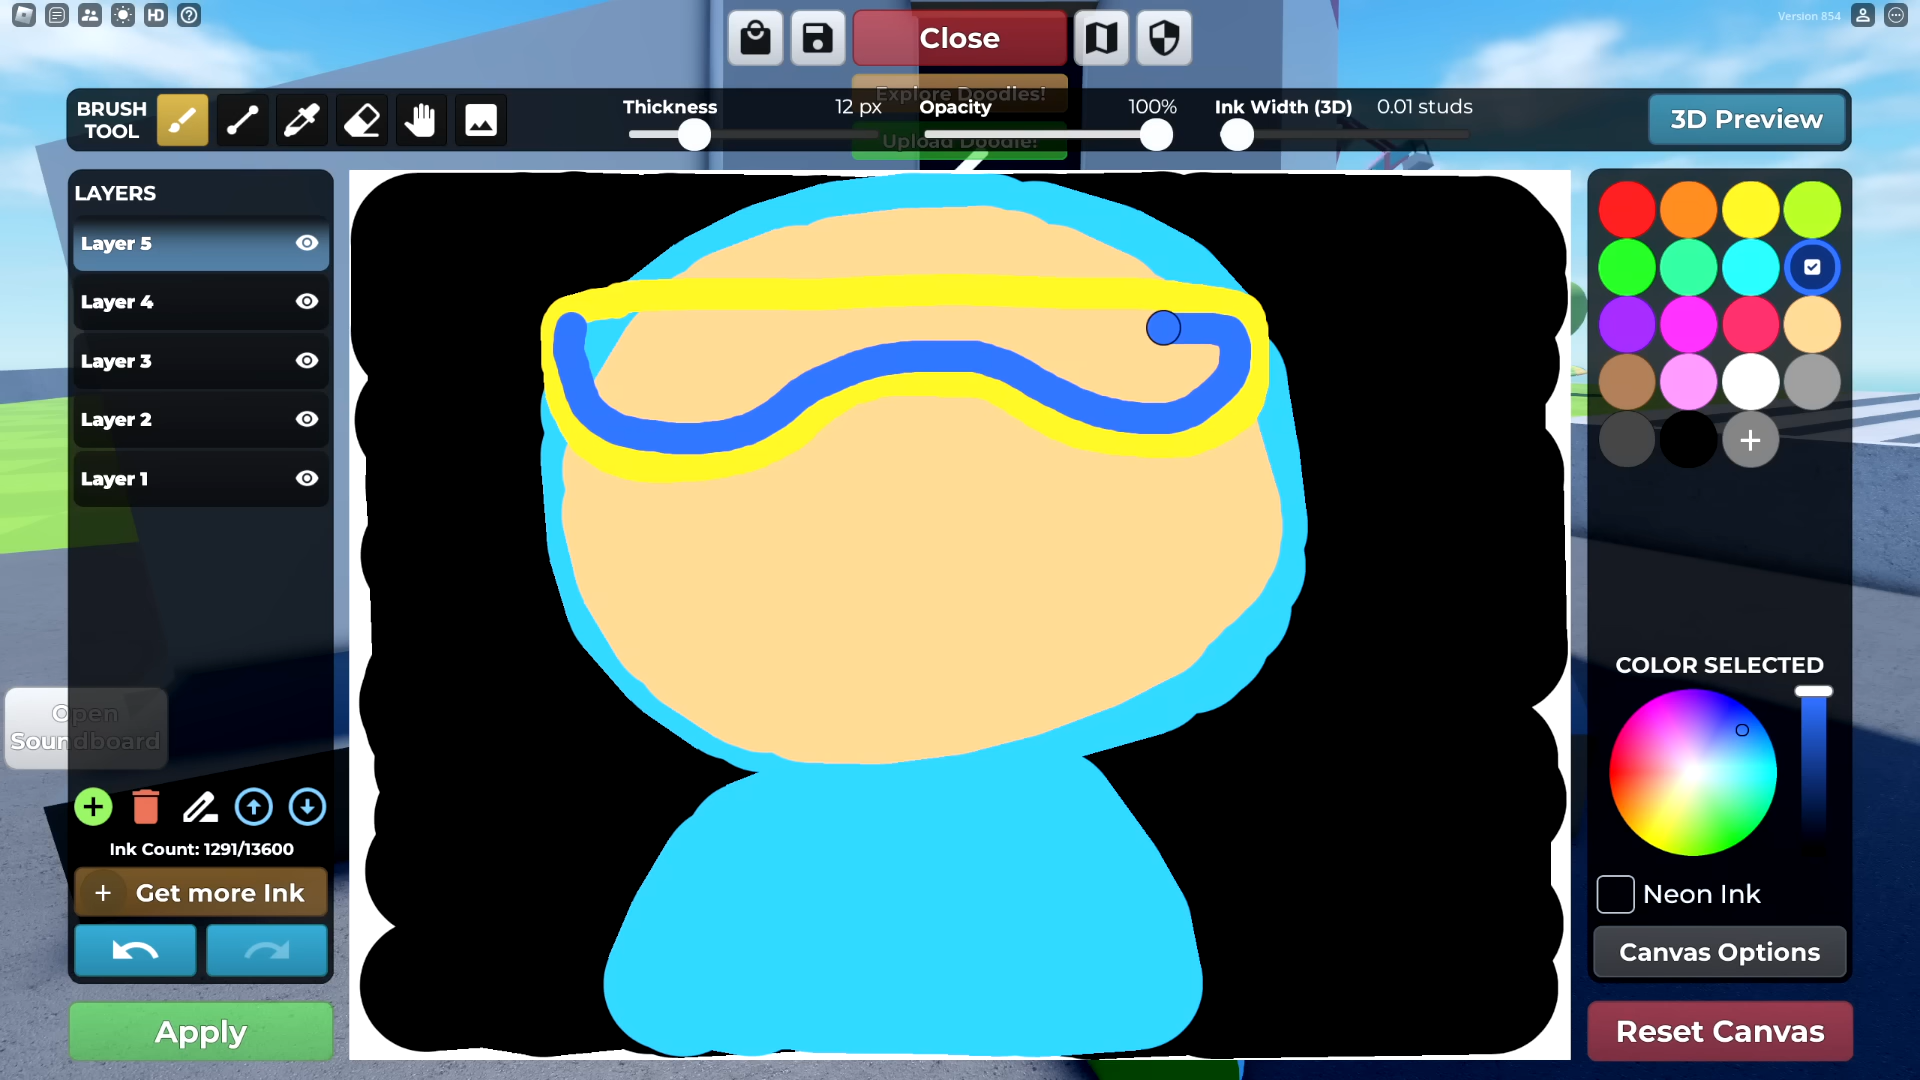 HD
Version 854
Close
Explore Doodles!
Upload Doodle!
BRUSH
TOOL
Thickness
12 px
Opacity
100%
Ink Width (3D)
0.01 studs
3D Preview
LAYERS
Layer 5
Layer 4
Layer 3
Layer 2
Layer 1
Open
Soundboard
Ink Count: 1291/13600
+ Get more Ink
Apply
COLOR SELECTED
Neon Ink
Canvas Options
Reset Canvas